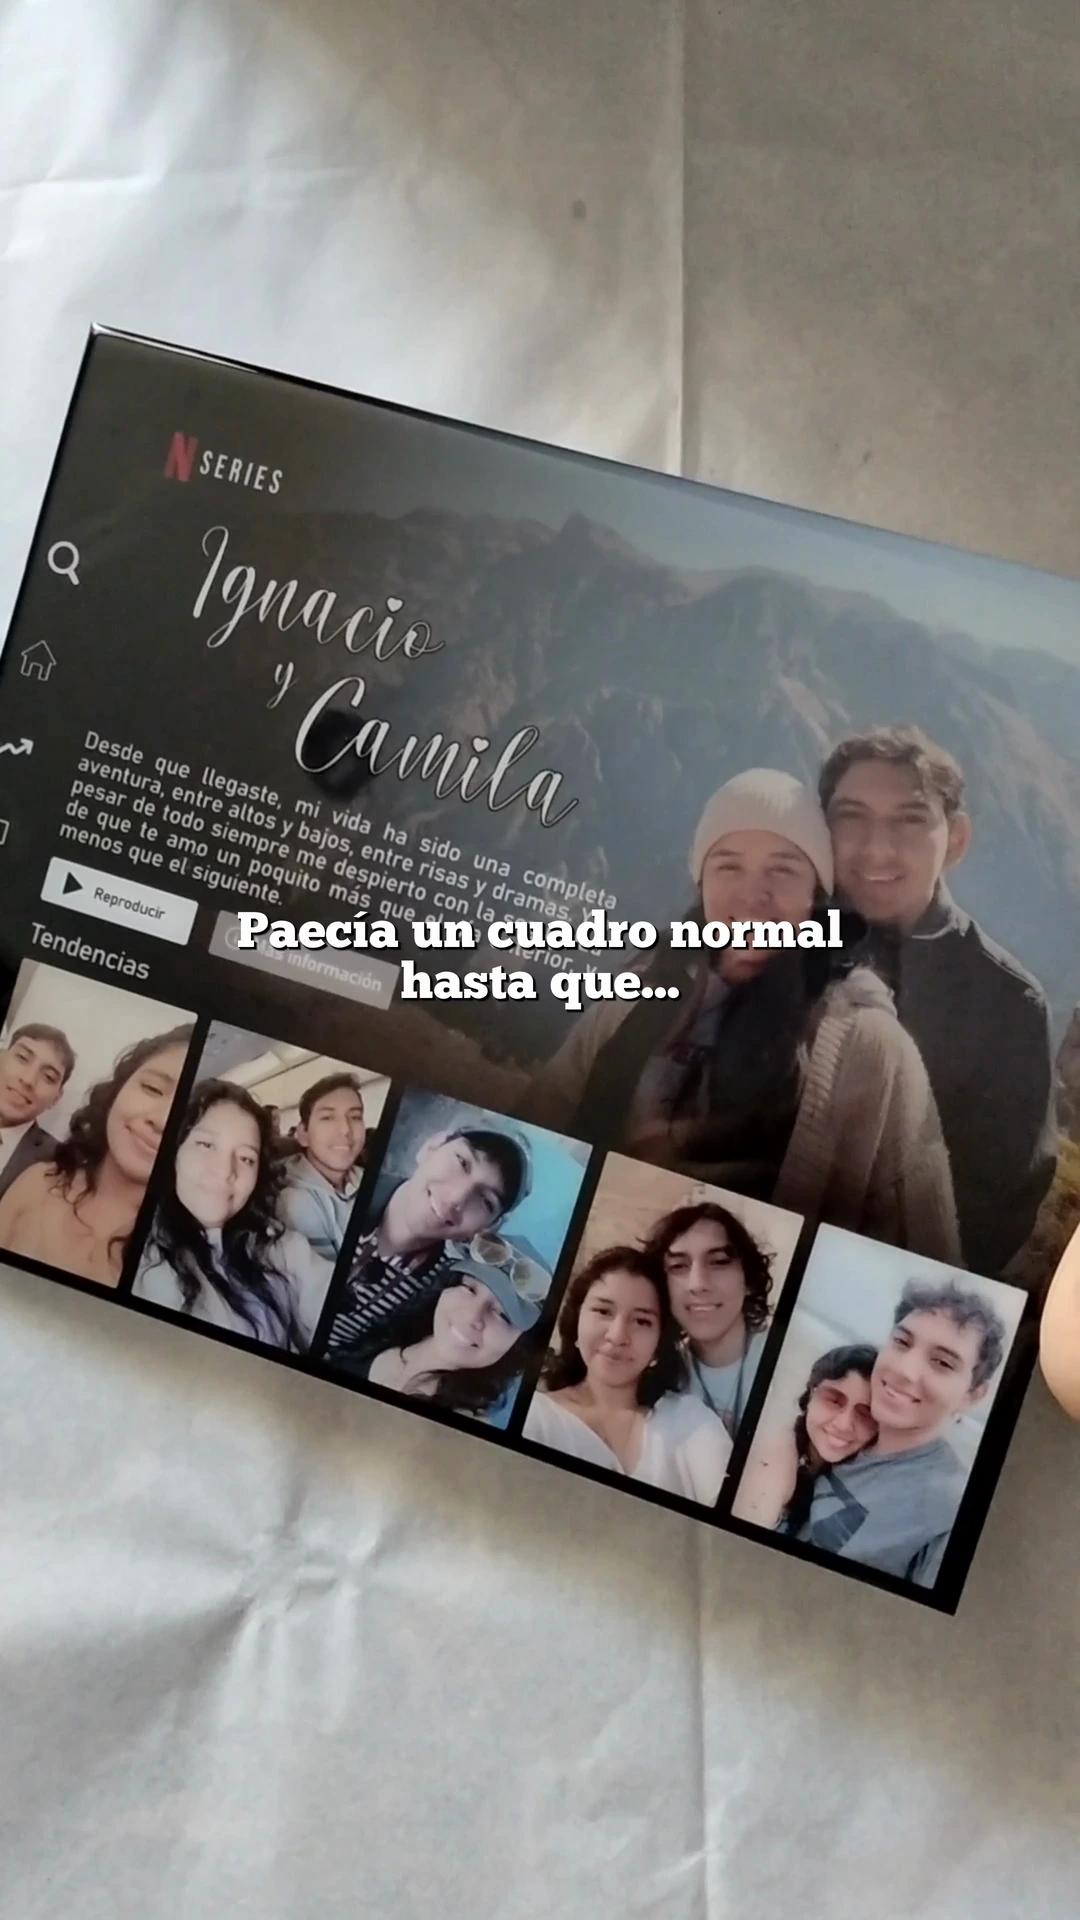 N SERIES
Ignacio
y
Camila
Desde que llegaste, mi vida ha sido una completa
aventura, entre altos y bajos, entre risas y dramas,
pesar de todo siempre me despierto con la
de que te amo un poquito más que
menos que el siguiente.
Reproducir
información
Paecía un cuadro normal
hasta que...
Tendencias